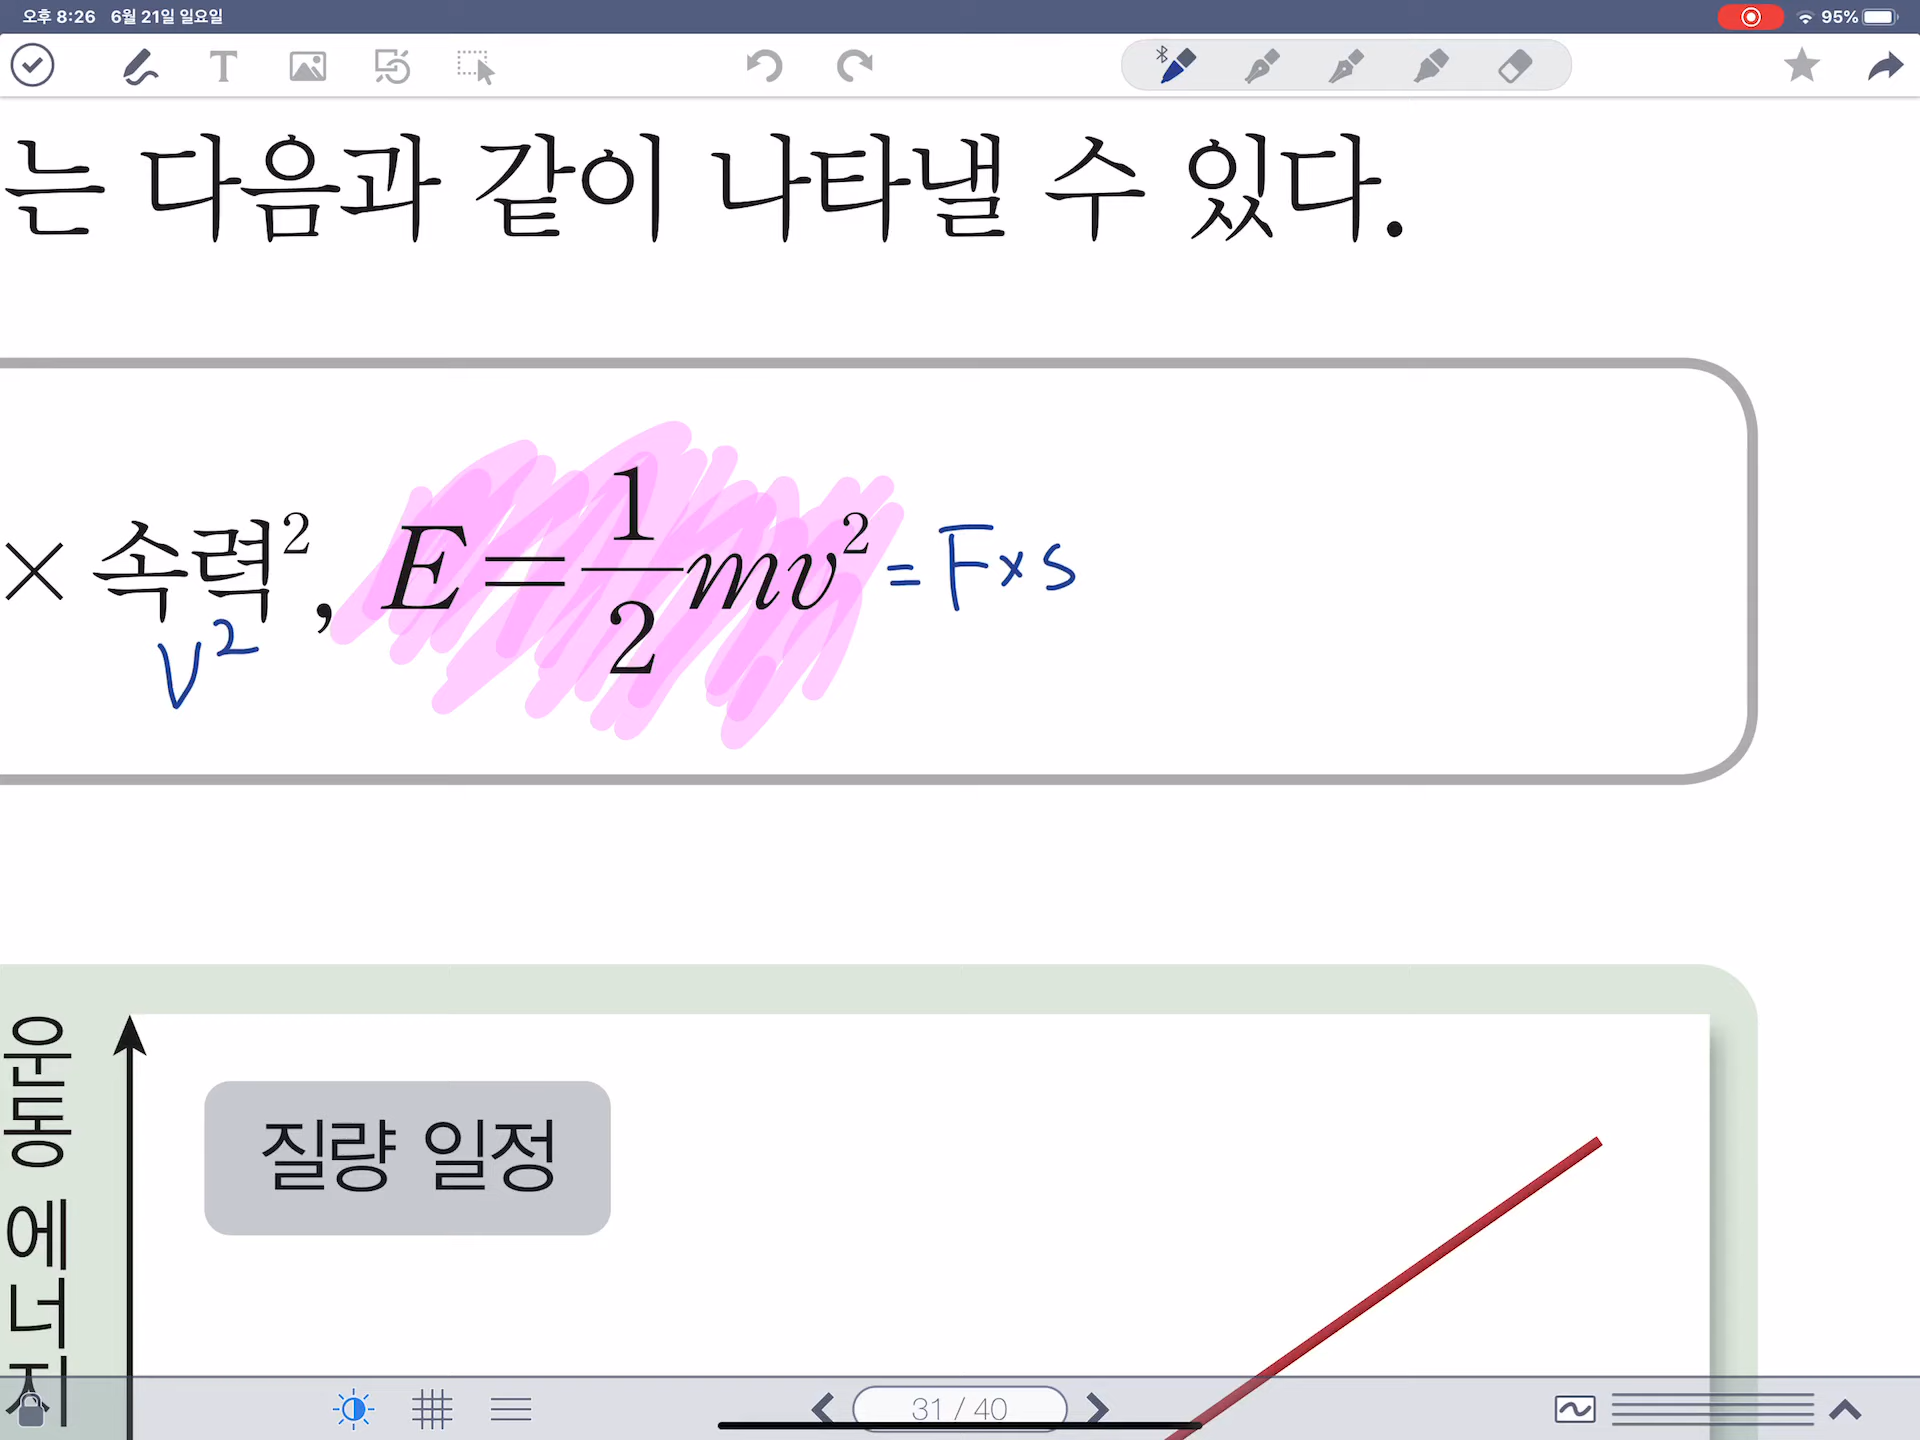 오후 8:26 6월 21일 일요일 95%
T
는 다음과 같이 나타낼 수 있다.
× 속력², E=1/2mv² = F×s
V²
운동 에너지
질량 일정
31 / 40